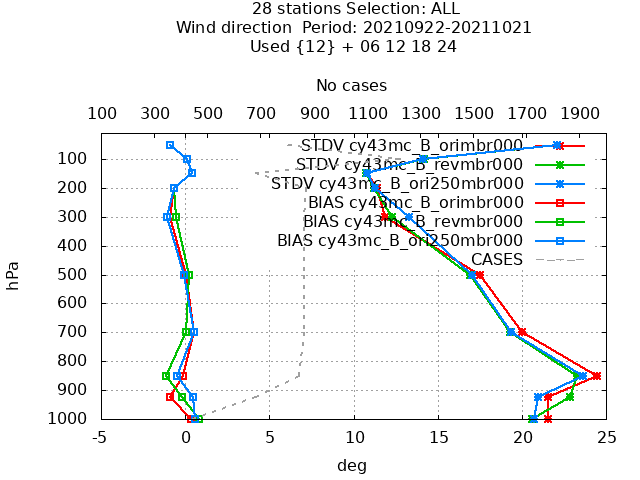 28 stations Selection: ALL
Wind direction  Period: 20210922-20211021
Used {12} + 06 12 18 24
No cases
100 300 500 700 900 1100 1300 1500 1700 1900
STDV cy43mc_B_orimbr000
STDV cy43mc_B_revmbr000
STDV cy43mc_B_ori250mbr000
BIAS cy43mc_B_orimbr000
BIAS cy43mc_B_revmbr000
BIAS cy43mc_B_ori250mbr000
CASES
hPa
100
200
300
400
500
600
700
800
900
1000
-5 0 5 10 15 20 25
deg